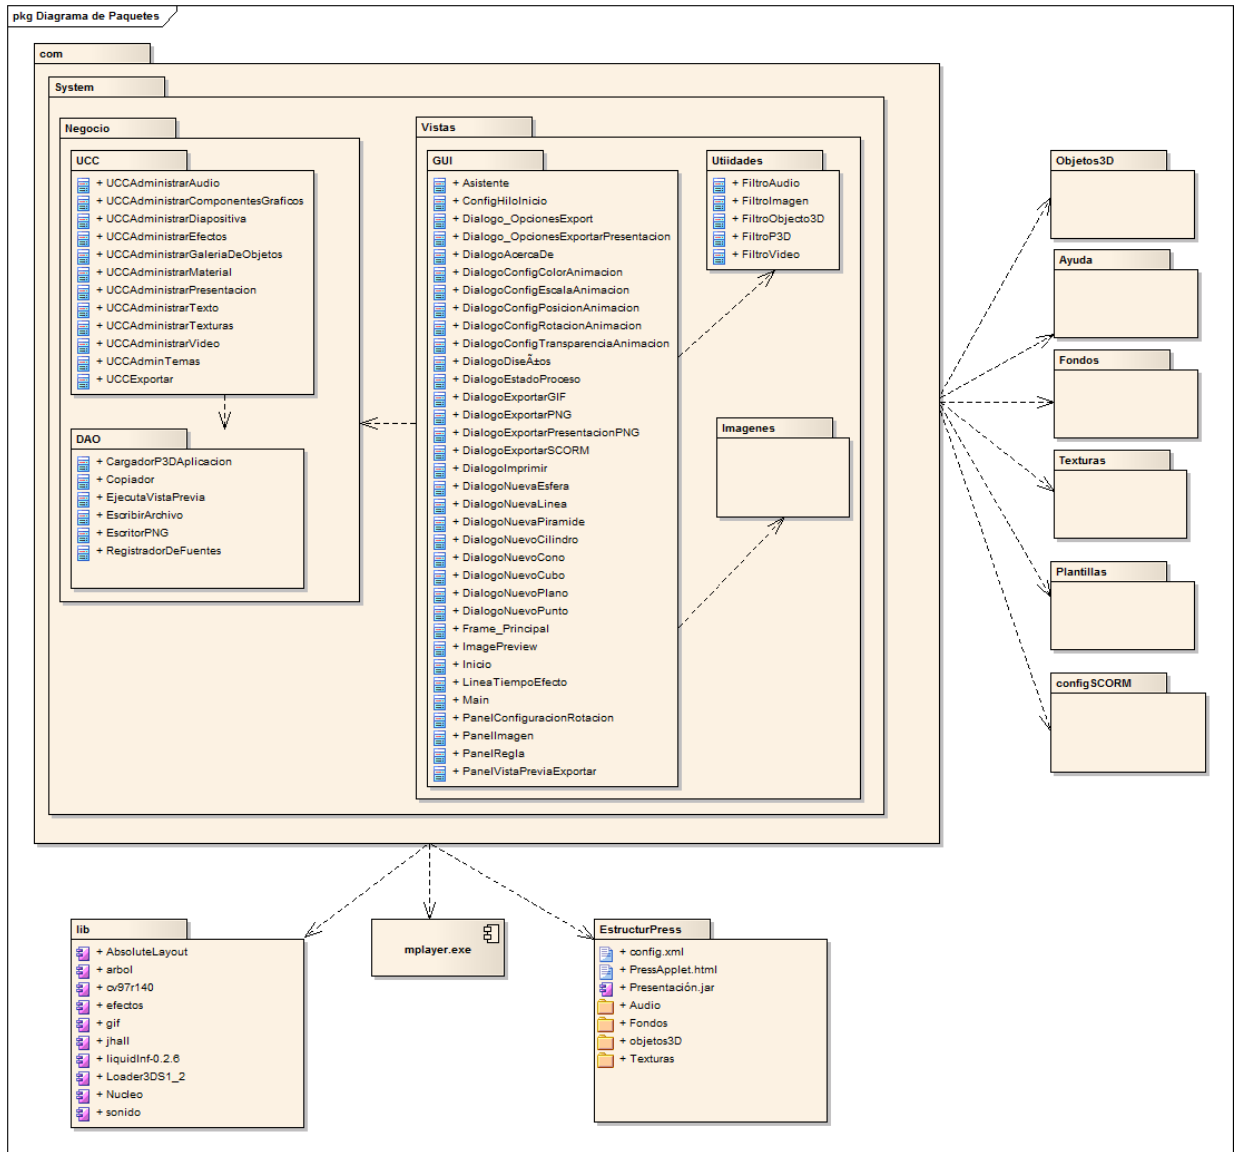 pkg Diagrama de Paquetes
com
System
Negocio
UCC
+ UCCAdministrarAudio
+ UCCAdministrarComponentesGraficos
+ UCCAdministrarDiapositiva
+ UCCAdministrarEfectos
+ UCCAdministrarGaleriaDeObjetos
+ UCCAdministrarMaterial
+ UCCAdministrarPresentacion
+ UCCAdministrarTexto
+ UCCAdministrarTexturas
+ UCCAdministrarVideo
+ UCCAdminTemas
+ UCCExportar
DAO
+ CargadorP3DAplicacion
+ Copiador
+ EjecutaVistaPrevia
+ EscribirArchivo
+ EscritorPNG
+ RegistradorDeFuentes
Vistas
GUI
+ Asistente
+ ConfigHiloInicio
+ Dialogo_OpcionesExport
+ Dialogo_OpcionesExportarPresentacion
+ DialogoAcercaDe
+ DialogoConfigColorAnimacion
+ DialogoConfigEscalaAnimacion
+ DialogoConfigPosicionAnimacion
+ DialogoConfigRotacionAnimacion
+ DialogoConfigTransparenciaAnimacion
+ DialogoDiseÃ±os
+ DialogoEstadoProceso
+ DialogoExportarGIF
+ DialogoExportarPNG
+ DialogoExportarPresentacionPNG
+ DialogoExportarSCORM
+ DialogoImprimir
+ DialogoNuevaEsfera
+ DialogoNuevaLinea
+ DialogoNuevaPiramide
+ DialogoNuevoCilindro
+ DialogoNuevoCono
+ DialogoNuevoCubo
+ DialogoNuevoPlano
+ DialogoNuevoPunto
+ Frame_Principal
+ ImagePreview
+ Inicio
+ LineaTiempoEfecto
+ Main
+ PanelConfiguracionRotacion
+ PanelImagen
+ PanelRegla
+ PanelVistaPreviaExportar
Utiidades
+ FiltroAudio
+ FiltroImagen
+ FiltroObjecto3D
+ FiltroP3D
+ FiltroVideo
Imagenes
Objetos3D
Ayuda
Fondos
Texturas
Plantillas
configSCORM
lib
+ AbsoluteLayout
+ arbol
+ cv97r140
+ efectos
+ gif
+ jhall
+ liquidlnf-0.2.6
+ Loader3DS1_2
+ Nucleo
+ sonido
mplayer.exe
EstructurPress
+ config.xml
+ PressApplet.html
+ Presentación.jar
+ Audio
+ Fondos
+ objetos3D
+ Texturas